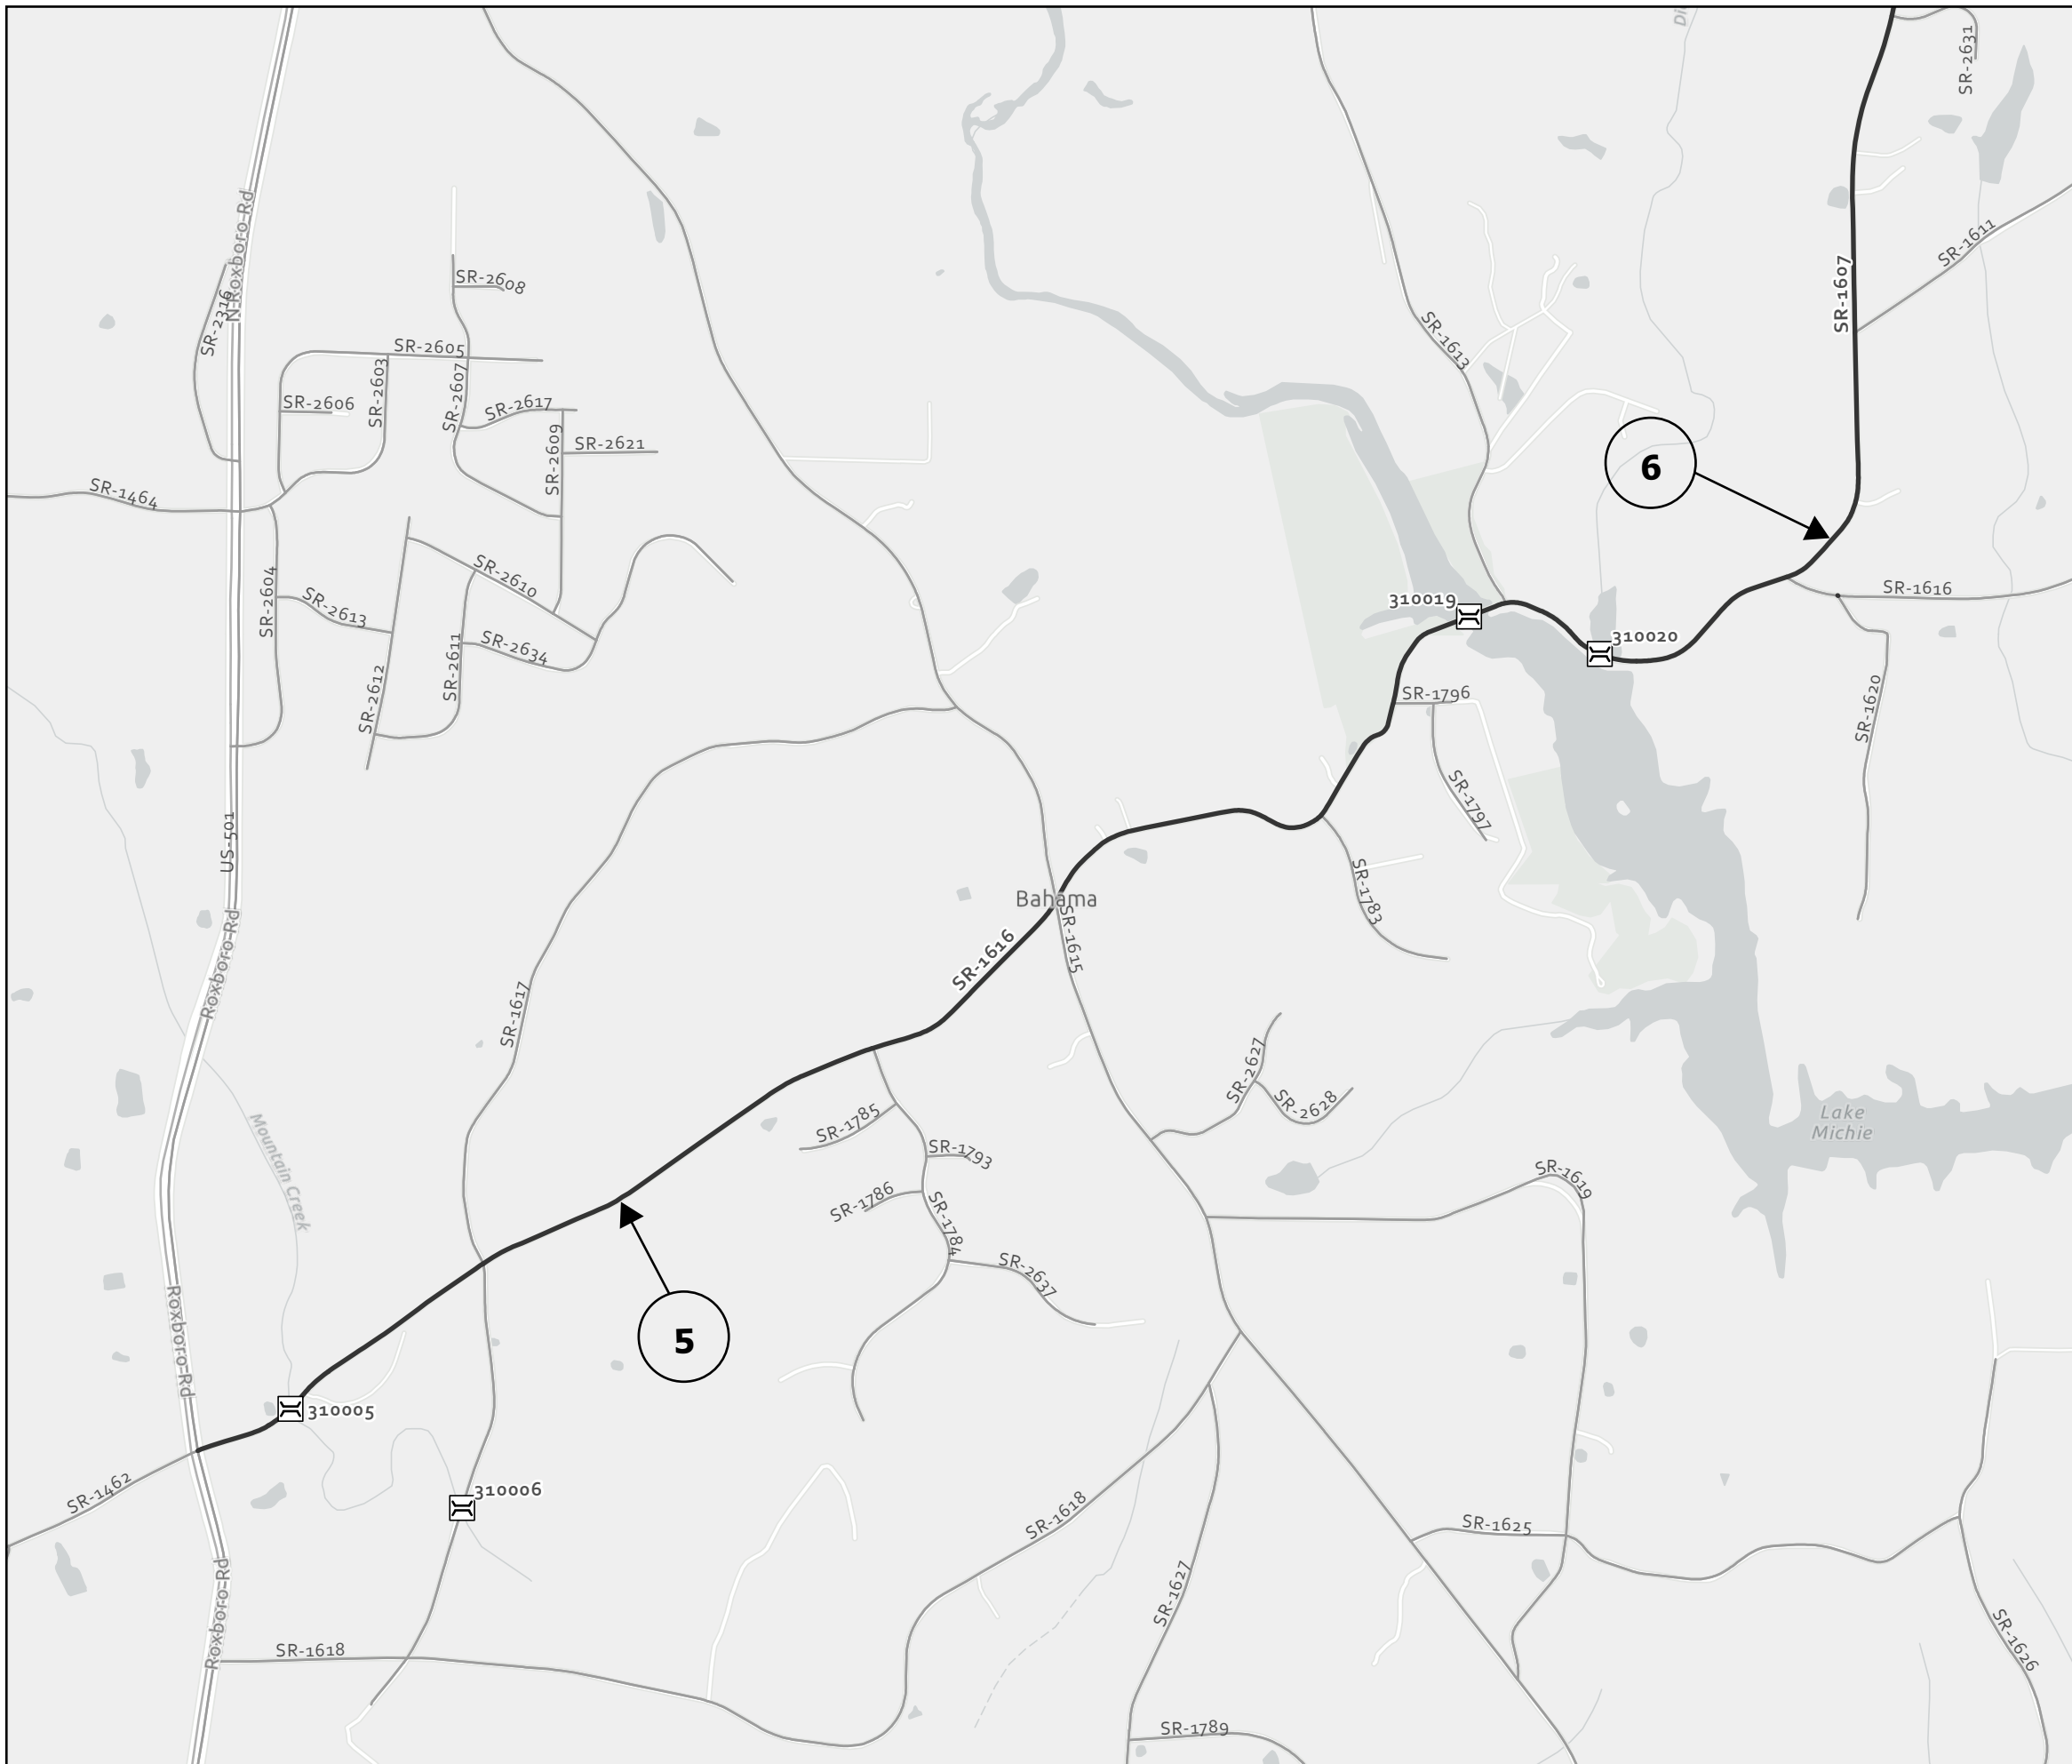 Di
SR-2631
N Roxboro Rd
SR-1611
SR-2608
SR-2316
SR-1607
SR-1613
SR-2605
SR-2603
SR-2607
SR-2606
SR-2617
SR-2609
SR-2621
6
SR-1464
SR-2610
SR-2604
SR-2613
SR-1616
310019
SR-2611
SR-2634
310020
SR-2612
SR-1796
SR-1620
SR-1797
US-501
SR-1783
Bahama
SR-1615
SR-1616
Roxboro Rd
SR-1617
SR-2627
SR-2628
Lake
Michie
SR-1785
Mountain Creek
SR-1793
SR-1619
SR-1786
SR-1784
SR-2637
5
Roxboro Rd
310005
SR-1462
310006
SR-1618
SR-1625
Roxboro Rd
SR-1627
SR-1626
SR-1618
SR-1789